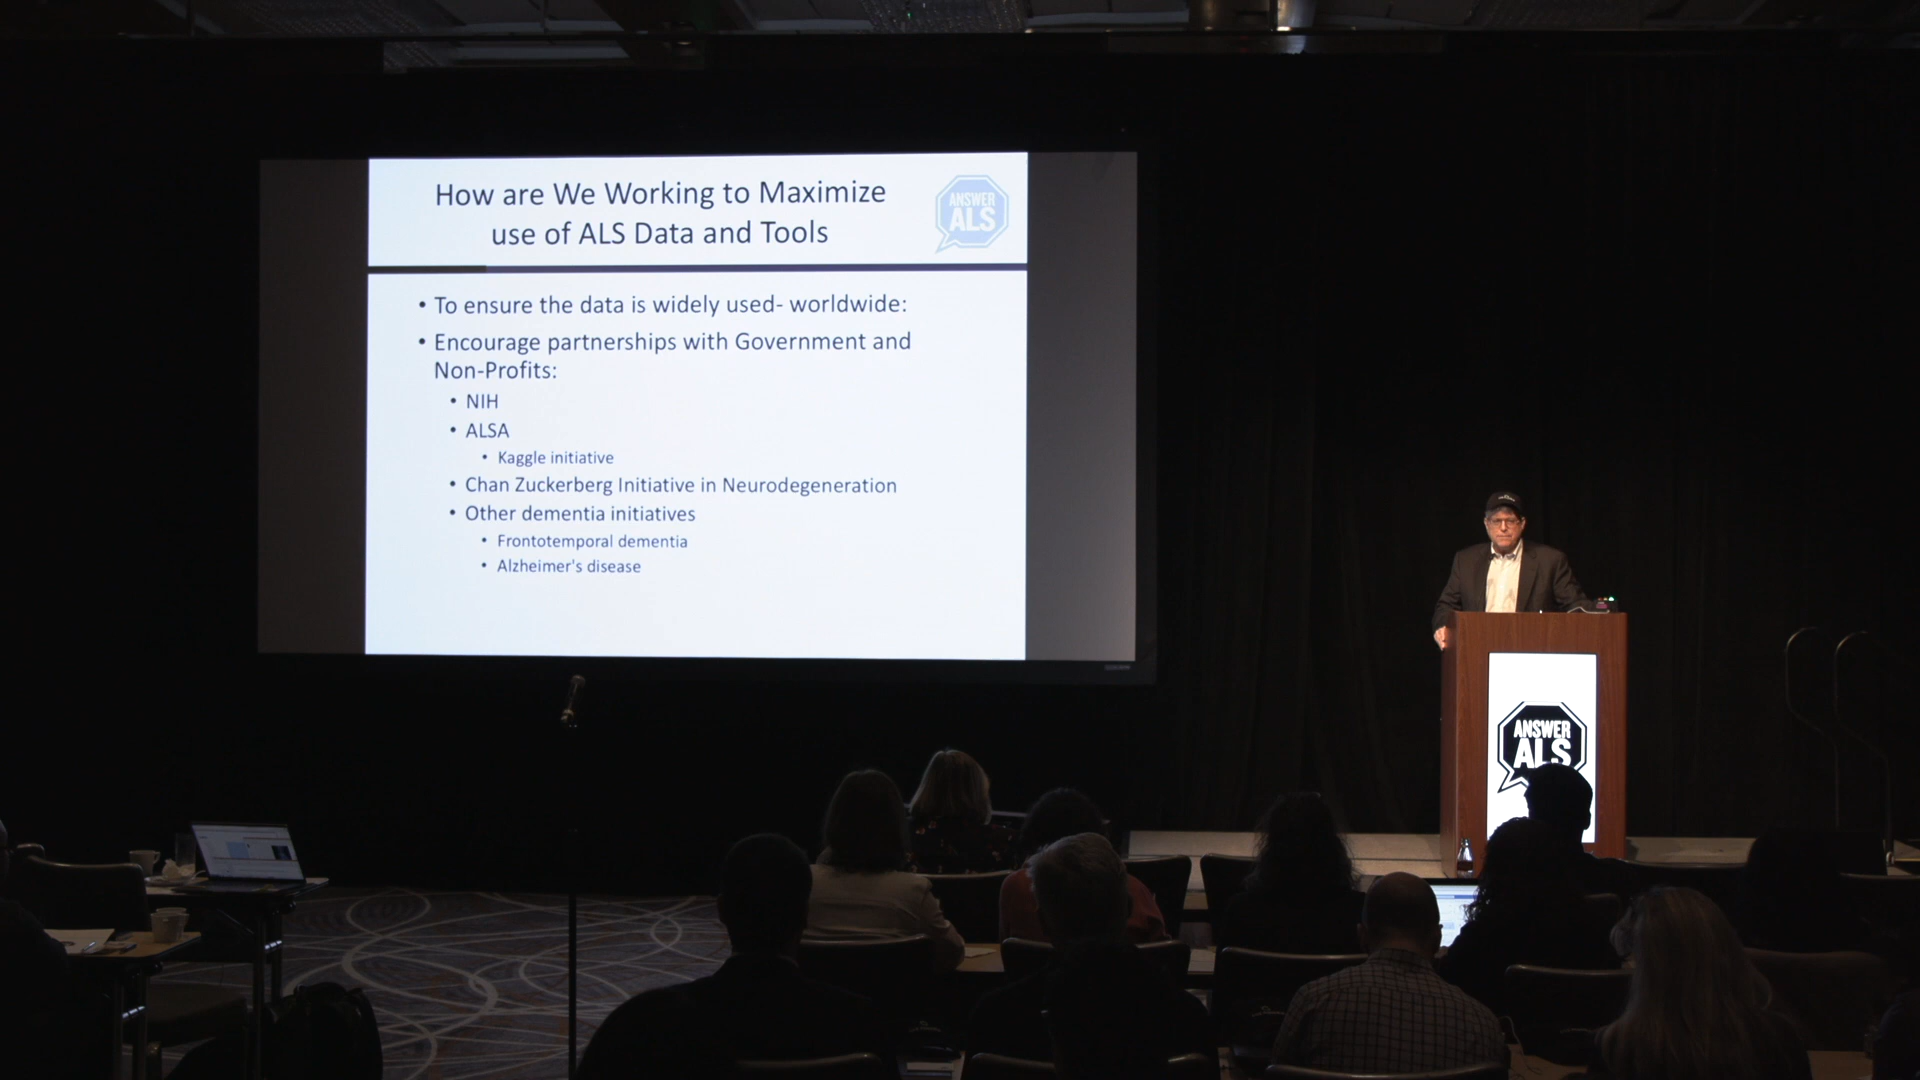 How are We Working to Maximize
use of ALS Data and Tools
ANSWER
ALS
• To ensure the data is widely used- worldwide:
• Encourage partnerships with Government and
Non-Profits:
• NIH
• ALSA
• Kaggle initiative
• Chan Zuckerberg Initiative in Neurodegeneration
• Other dementia initiatives
• Frontotemporal dementia
• Alzheimer's disease
ANSWER
ALS